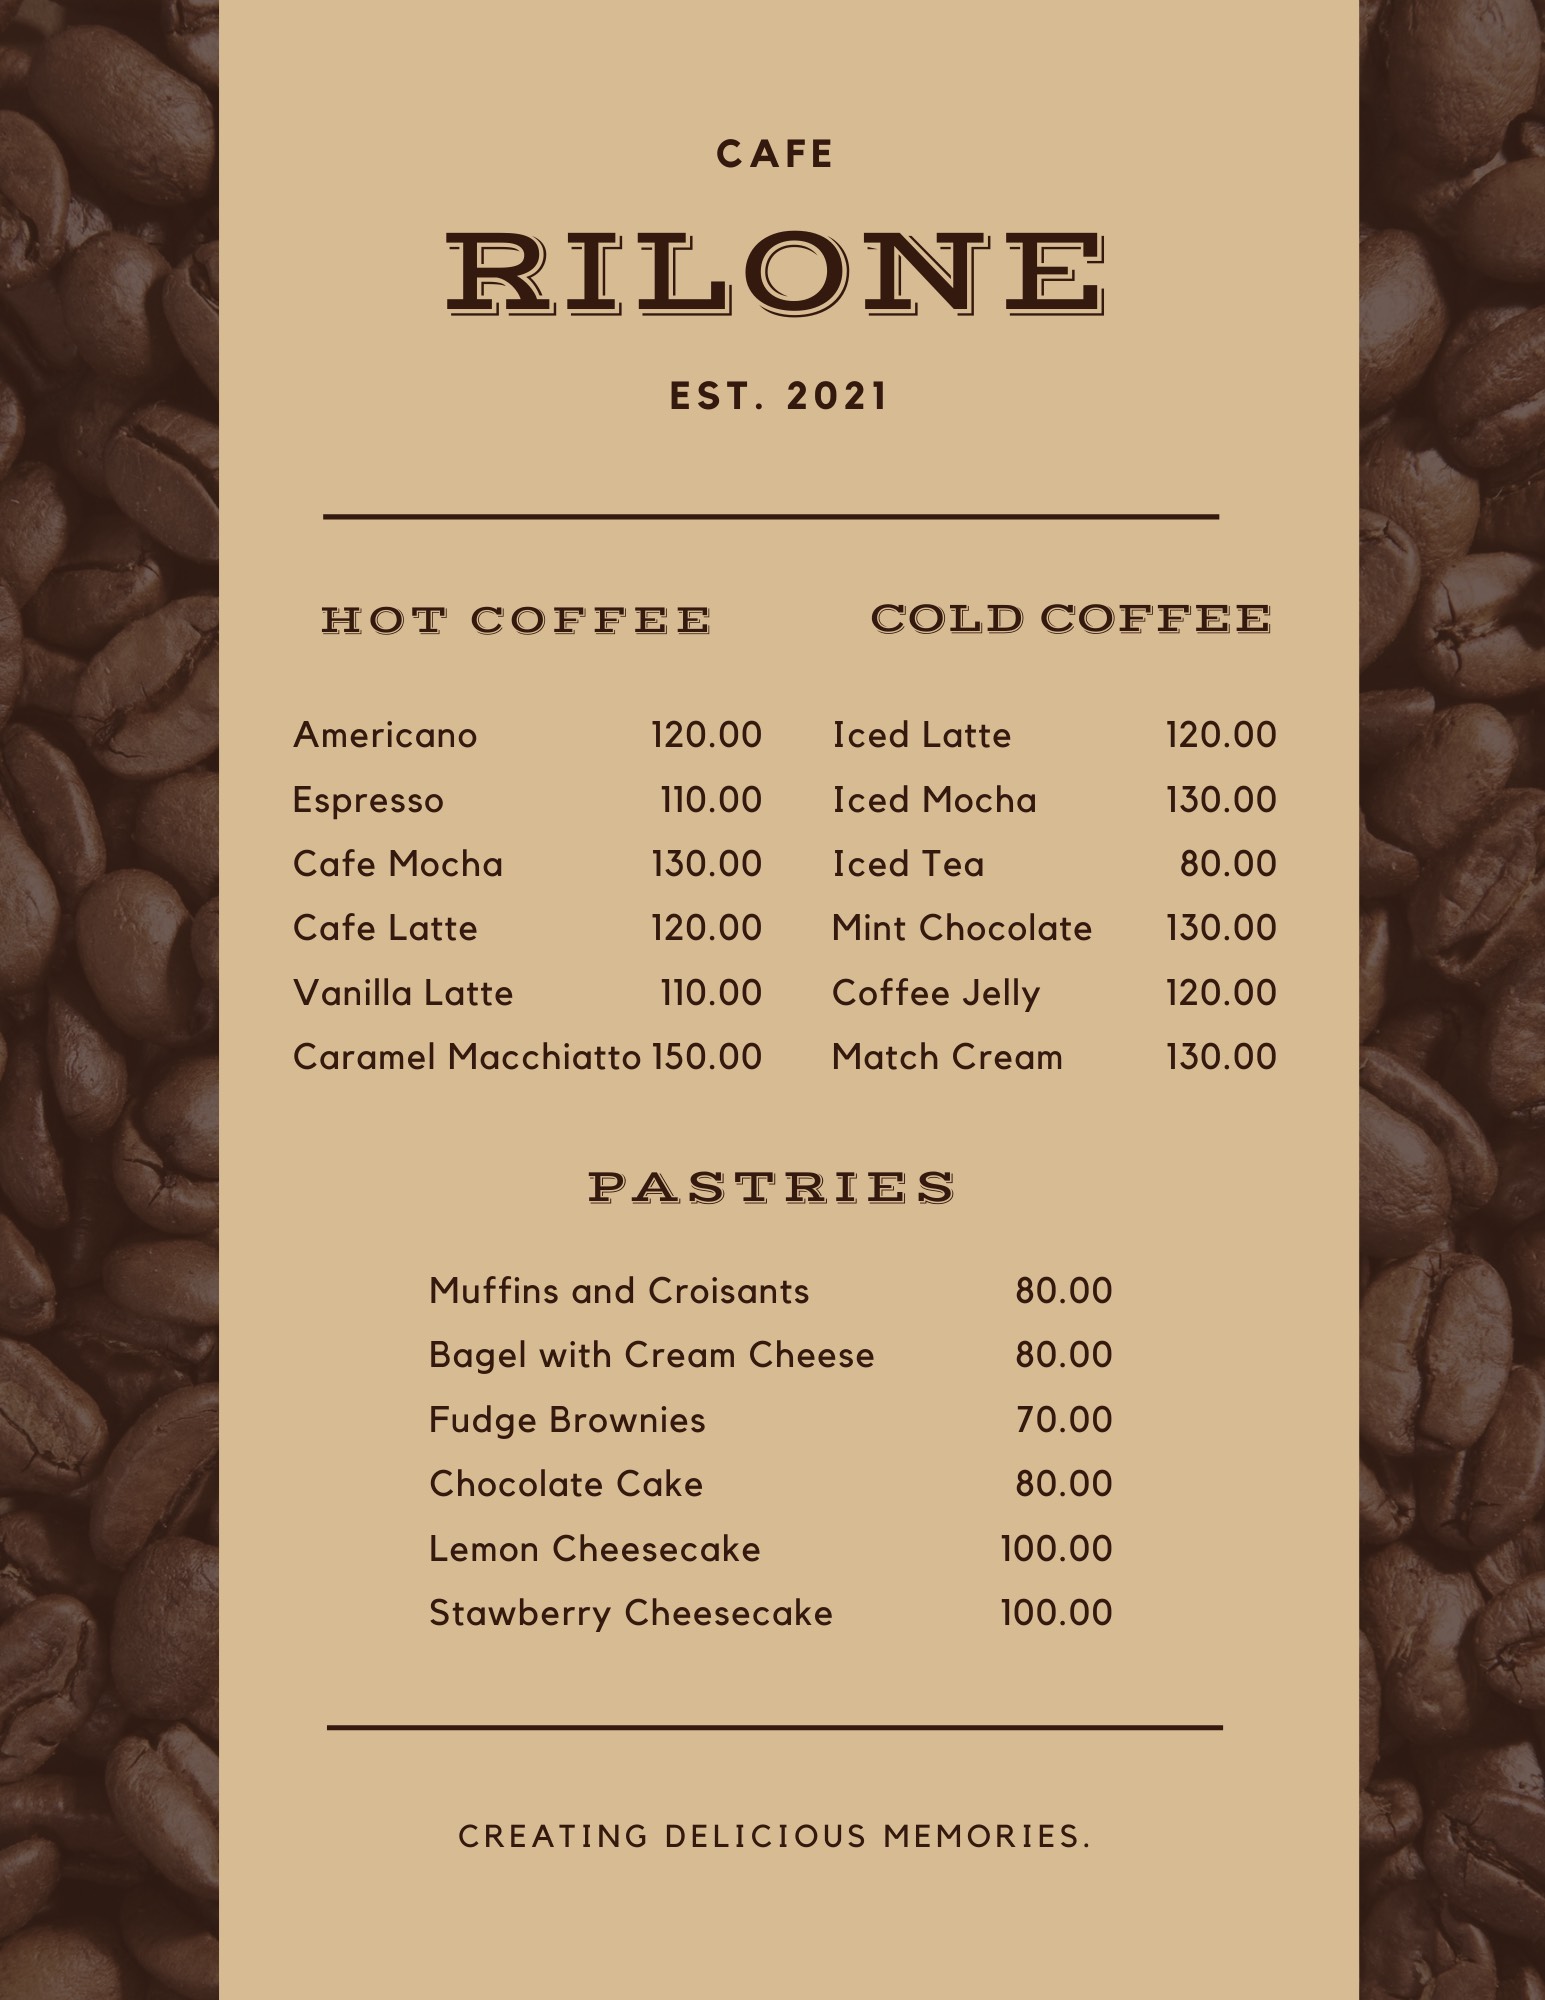 CAFE
RILONE
EST. 2021
HOT COFFEE
Americano 120.00
Espresso 110.00
Cafe Mocha 130.00
Cafe Latte 120.00
Vanilla Latte 110.00
Caramel Macchiatto 150.00
COLD COFFEE
Iced Latte 120.00
Iced Mocha 130.00
Iced Tea 80.00
Mint Chocolate 130.00
Coffee Jelly 120.00
Match Cream 130.00
PASTRIES
Muffins and Croisants 80.00
Bagel with Cream Cheese 80.00
Fudge Brownies 70.00
Chocolate Cake 80.00
Lemon Cheesecake 100.00
Stawberry Cheesecake 100.00
CREATING DELICIOUS MEMORIES.